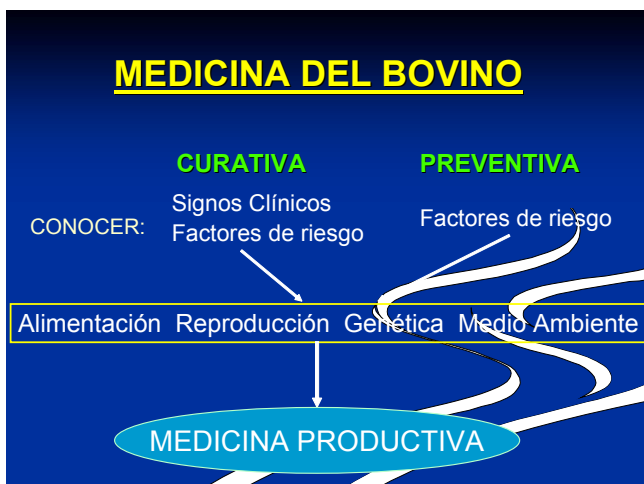 MEDICINA DEL BOVINO
CURATIVA PREVENTIVA
CONOCER:
Signos Clínicos
Factores de riesgo
Factores de riesgo
Alimentación Reproducción Genética Medio Ambiente
MEDICINA PRODUCTIVA